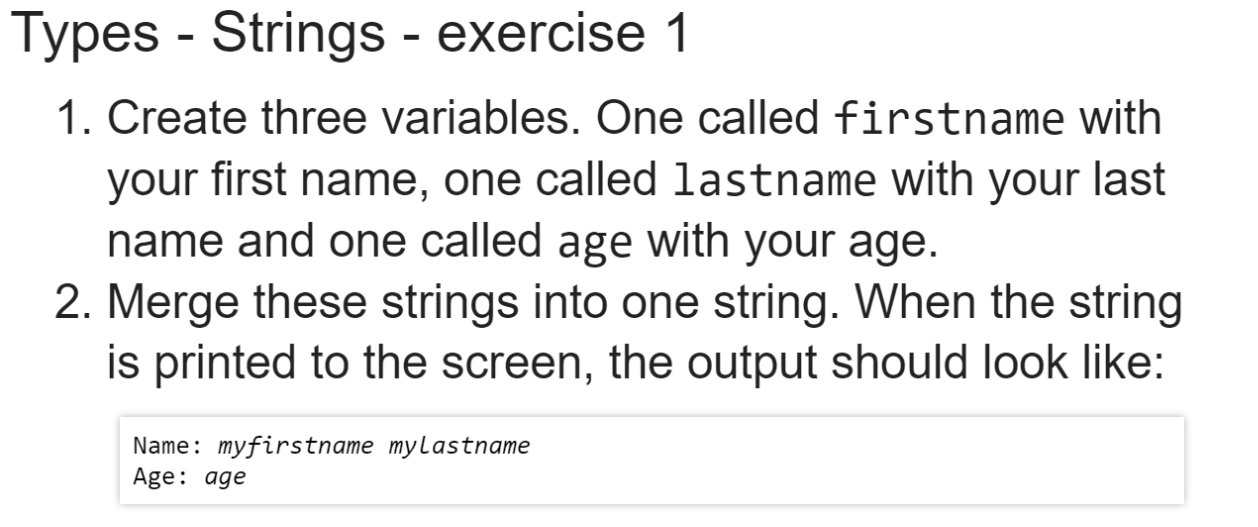 Types - Strings - exercise 1
1. Create three variables. One called firstname with
your first name, one called lastname with your last
name and one called age with your age.
2. Merge these strings into one string. When the string
is printed to the screen, the output should look like:
Name: myfirstname mylastname
Age: age